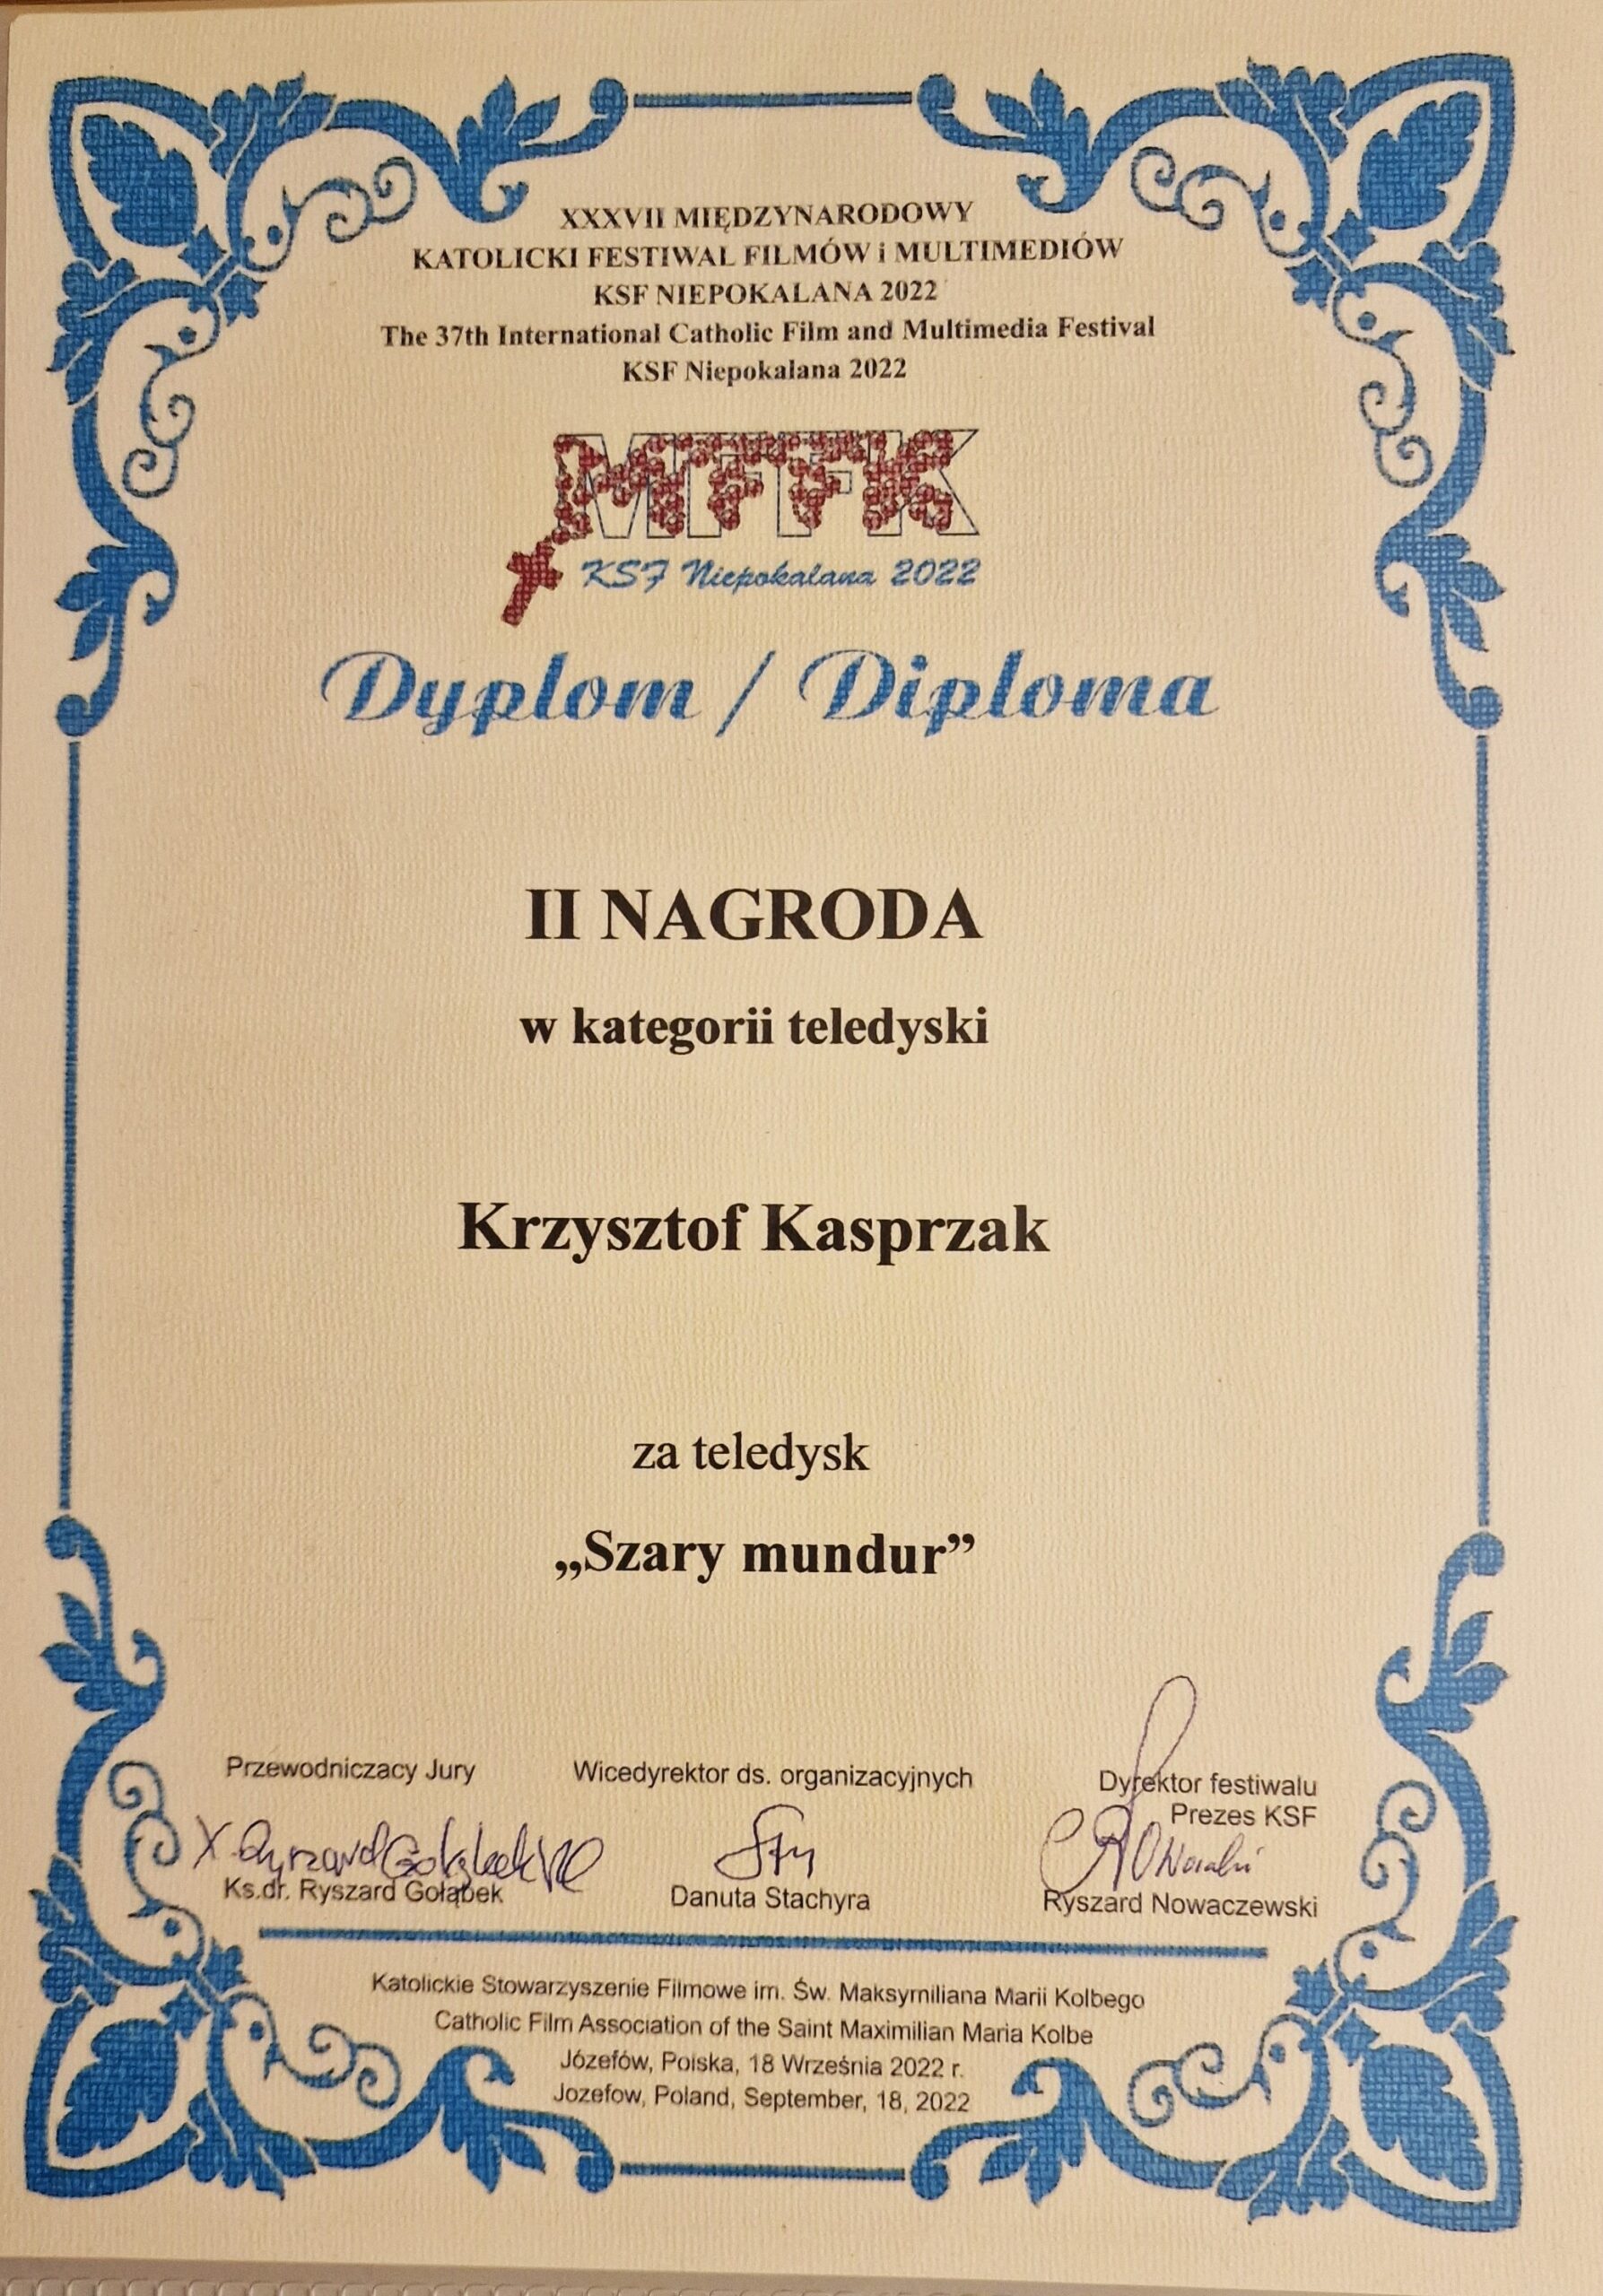 XXXVII MIĘDZYNARODOWY
KATOLICKI FESTIWAL FILMÓW i MULTIMEDIÓW
KSF NIEPOKALANA 2022
The 37th International Catholic Film and Multimedia Festival
KSF Niepokalana 2022
MFFK
KSF Niepokalana 2022
Dyplom / Diploma
II NAGRODA
w kategorii teledyski
Krzysztof Kasprzak
za teledysk
„Szary mundur”
Przewodniczacy Jury Wicedyrektor ds. organizacyjnych Dyrektor festiwalu
Prezes KSF
X. Ryszard Gołąbek
Ks.dr. Ryszard Gołąbek Danuta Stachyra Ryszard Nowaczewski
Katolickie Stowarzyszenie Filmowe im. Św. Maksymiliana Marii Kolbego
Catholic Film Association of the Saint Maximilian Maria Kolbe
Józefów, Polska, 18 Września 2022 r.
Jozefow, Poland, September, 18, 2022